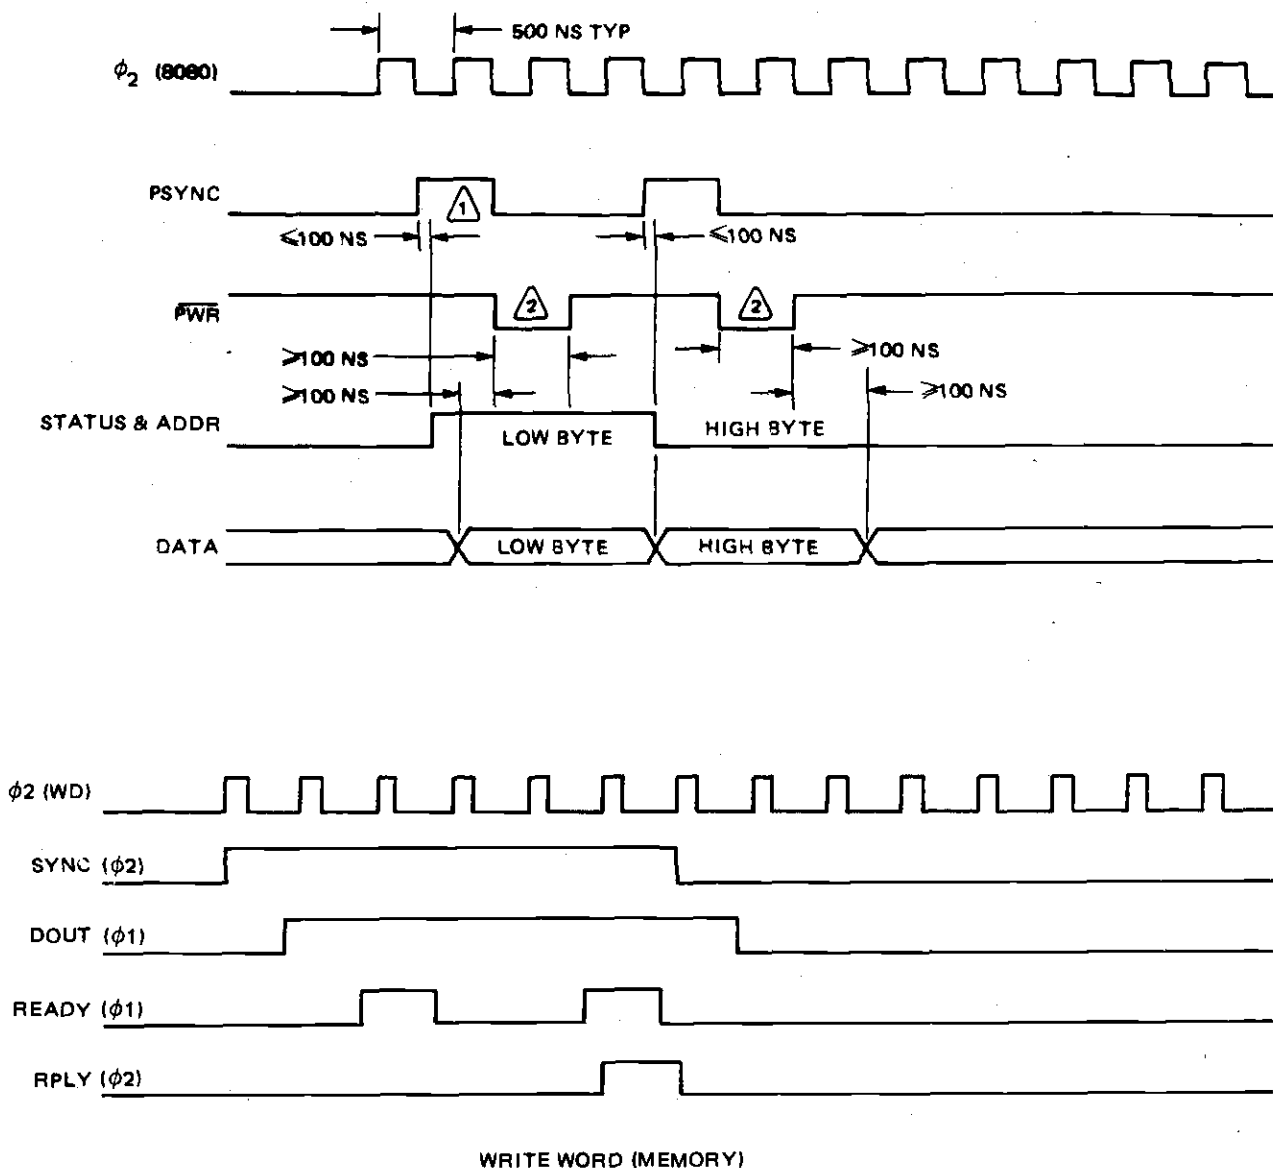 500 NS TYP
ϕ2 (8080)
PSYNC
1
≤100 NS
≤100 NS
PWR
2
2
≥100 NS
≥100 NS
≥100 NS
≥100 NS
STATUS & ADDR
LOW BYTE
HIGH BYTE
DATA
LOW BYTE
HIGH BYTE
ϕ2 (WD)
SYNC (ϕ2)
DOUT (ϕ1)
READY (ϕ1)
RPLY (ϕ2)
WRITE WORD (MEMORY)